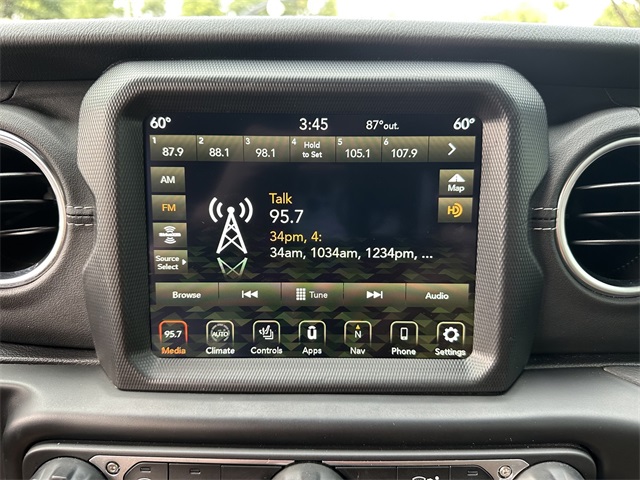 60° 3:45 87°out. 60°
1 87.9 2 88.1 3 98.1 4 Hold to Set 5 105.1 6 107.9
AM
Map
Talk
FM
95.7
HD
34pm, 4:
34am, 1034am, 1234pm, ...
Source Select
Browse Tune Audio
95.7 AUTO N
Media Climate Controls Apps Nav Phone Settings